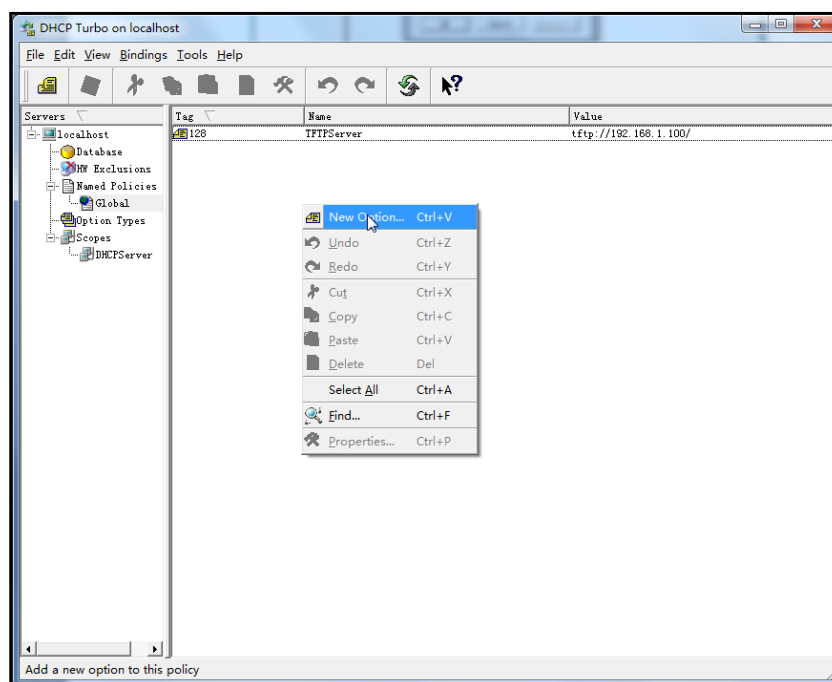 DHCP Turbo on localhost
File Edit View Bindings Tools Help
Servers Tag Name Value
localhost
128 TFTPServer tftp://192.168.1.100/
Database
HW Exclusions
Named Policies
Global
Option Types
Scopes
DHCPServer
New Option... Ctrl+V
Undo Ctrl+Z
Redo Ctrl+Y
Cut Ctrl+X
Copy Ctrl+C
Paste Ctrl+V
Delete Del
Select All Ctrl+A
Find... Ctrl+F
Properties... Ctrl+P
Add a new option to this policy